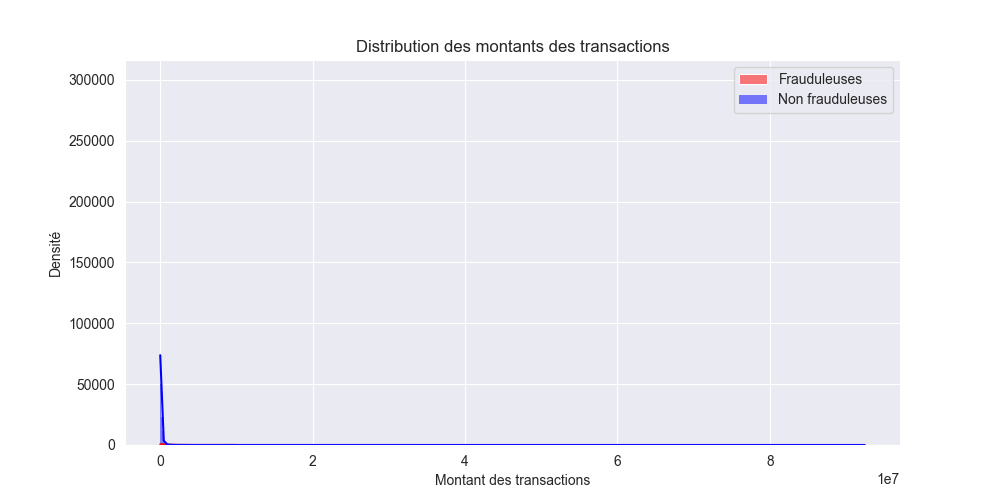 Distribution des montants des transactions
Frauduleuses
Non frauduleuses
300000
250000
200000
150000
100000
50000
0
Densité
0 2 4 6 8
1e7
Montant des transactions